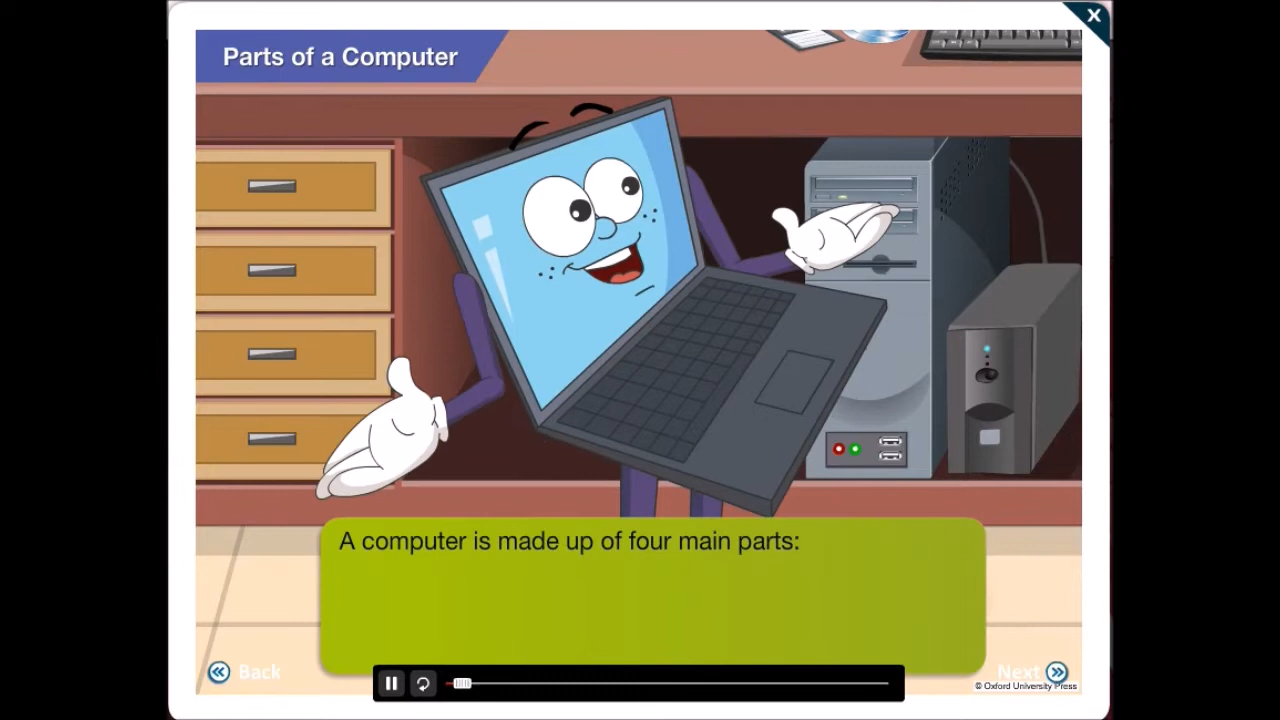 X
Parts of a Computer
A computer is made up of four main parts:
Back
Next
© Oxford University Press